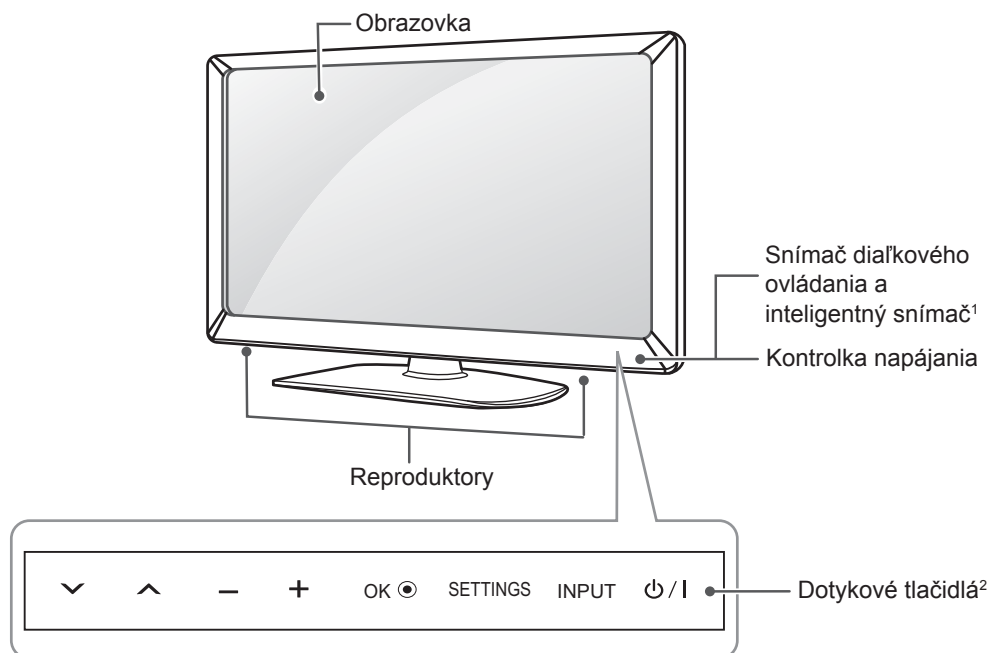 Obrazovka
Snímač diaľkového
ovládania a
inteligentný snímač1
Kontrolka napájania
Reproduktory
OK SETTINGS INPUT
Dotykové tlačidlá2